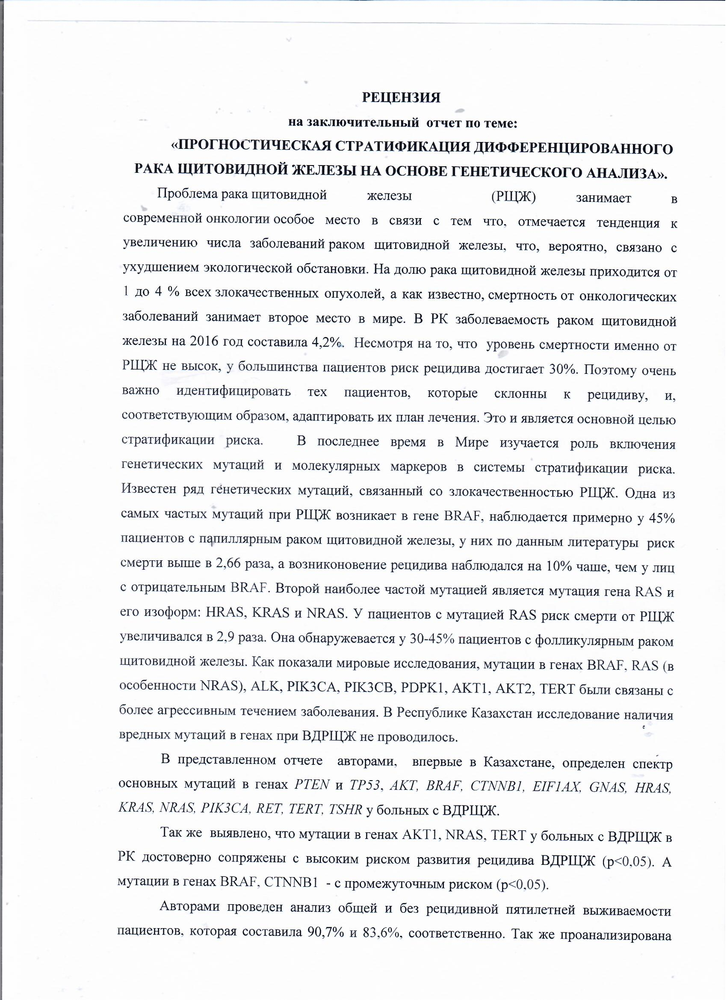 РЕЦЕНЗИЯ
на заключительный отчет по теме:
«ПРОГНОСТИЧЕСКАЯ СТРАТИФИКАЦИЯ ДИФФЕРЕНЦИРОВАННОГО
РАКА ЩИТОВИДНОЙ ЖЕЛЕЗЫ НА ОСНОВЕ ГЕНЕТИЧЕСКОГО АНАЛИЗА».
Проблема рака щитовидной железы (РЩЖ) занимает в
современной онкологии особое место в связи с тем что, отмечается тенденция к
увеличению числа заболеваний раком щитовидной железы, что, вероятно, связано с
ухудшением экологической обстановки. На долю рака щитовидной железы приходится от
1 до 4 % всех злокачественных опухолей, а как известно, смертность от онкологических
заболеваний занимает второе место в мире. В РК заболеваемость раком щитовидной
железы на 2016 год составила 4,2%. Несмотря на то, что уровень смертности именно от
РЩЖ не высок, у большинства пациентов риск рецидива достигает 30%. Поэтому очень
важно идентифицировать тех пациентов, которые склонны к рецидиву, и,
соответствующим образом, адаптировать их план лечения. Это и является основной целью
стратификации риска. В последнее время в Мире изучается роль включения
генетических мутаций и молекулярных маркеров в системы стратификации риска.
Известен ряд генетических мутаций, связанный со злокачественностью РЩЖ. Одна из
самых частых мутаций при РЩЖ возникает в гене BRAF, наблюдается примерно у 45%
пациентов с папиллярным раком щитовидной железы, у них по данным литературы риск
смерти выше в 2,66 раза, а возниконовение рецидива наблюдался на 10% чаще, чем у лиц
с отрицательным BRAF. Второй наиболее частой мутацией является мутация гена RAS и
его изоформ: HRAS, KRAS и NRAS. У пациентов с мутацией RAS риск смерти от РЩЖ
увеличивался в 2,9 раза. Она обнаружевается у 30-45% пациентов с фолликулярным раком
щитовидной железы. Как показали мировые исследования, мутации в генах BRAF, RAS (в
особенности NRAS), ALK, PIK3CA, PIK3CB, PDPK1, AKT1, AKT2, TERT были связаны с
более агрессивным течением заболевания. В Республике Казахстан исследование наличия
вредных мутаций в генах при ВДРЩЖ не проводилось.
В представленном отчете авторами, впервые в Казахстане, определен спектр
основных мутаций в генах PTEN и TP53, AKT, BRAF, CTNNB1, EIF1AX, GNAS, HRAS,
KRAS, NRAS, PIK3CA, RET, TERT, TSHR у больных с ВДРЩЖ.
Так же выявлено, что мутации в генах AKT1, NRAS, TERT у больных с ВДРЩЖ в
РК достоверно сопряжены с высоким риском развития рецидива ВДРЩЖ (p<0,05). А
мутации в генах BRAF, CTNNB1 - с промежуточным риском (p<0,05).
Авторами проведен анализ общей и без рецидивной пятилетней выживаемости
пациентов, которая составила 90,7% и 83,6%, соответственно. Так же проанализирована